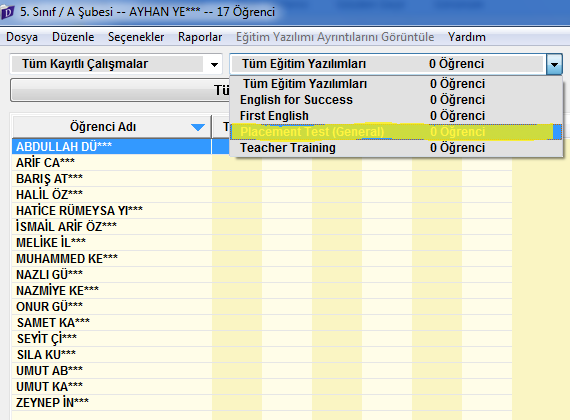 5. Sınıf / A Şubesi -- AYHAN YE*** -- 17 Öğrenci
Dosya Düzenle Seçenekler Raporlar Eğitim Yazılımı Ayrıntılarını Görüntüle Yardım
Tüm Kayıtlı Çalışmalar Tüm Eğitim Yazılımları 0 Öğrenci
Tüm Eğitim Yazılımları 0 Öğrenci
English for Success 0 Öğrenci
First English 0 Öğrenci
Placement Test (General) 0 Öğrenci
Teacher Training 0 Öğrenci
Öğrenci Adı
ABDULLAH DÜ***
ARİF CA***
BARIŞ AT***
HALİL ÖZ***
HATİCE RÜMEYSA YI***
İSMAİL ARİF ÖZ***
MELİKE İL***
MUHAMMED KE***
NAZLI GÜ***
NAZMİYE KE***
ONUR GÜ***
SAMET KA***
SEYİT Çİ***
SILA KU***
UMUT AB***
UMUT KA***
ZEYNEP İN***